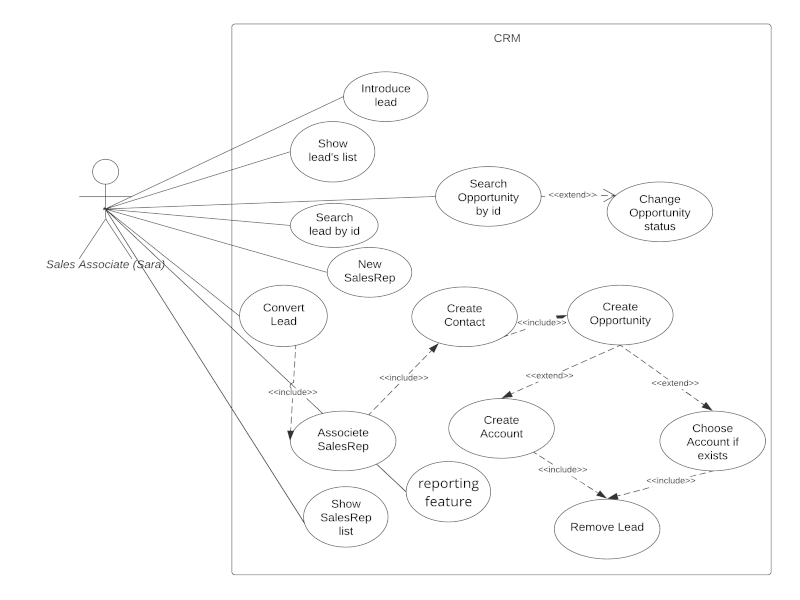 CRM
Introduce
lead
Show
lead's list
Search
Opportunity
by id
<<extend>>
Change
Opportunity
status
Search
lead by id
Sales Associate (Sara)
New
SalesRep
Convert
Lead
Create
Contact
<<include>>
Create
Opportunity
<<include>>
<<include>>
<<extend>>
<<extend>>
Associete
SalesRep
Create
Account
Choose
Account if
exists
<<include>>
<<include>>
reporting
feature
Show
SalesRep
list
Remove Lead